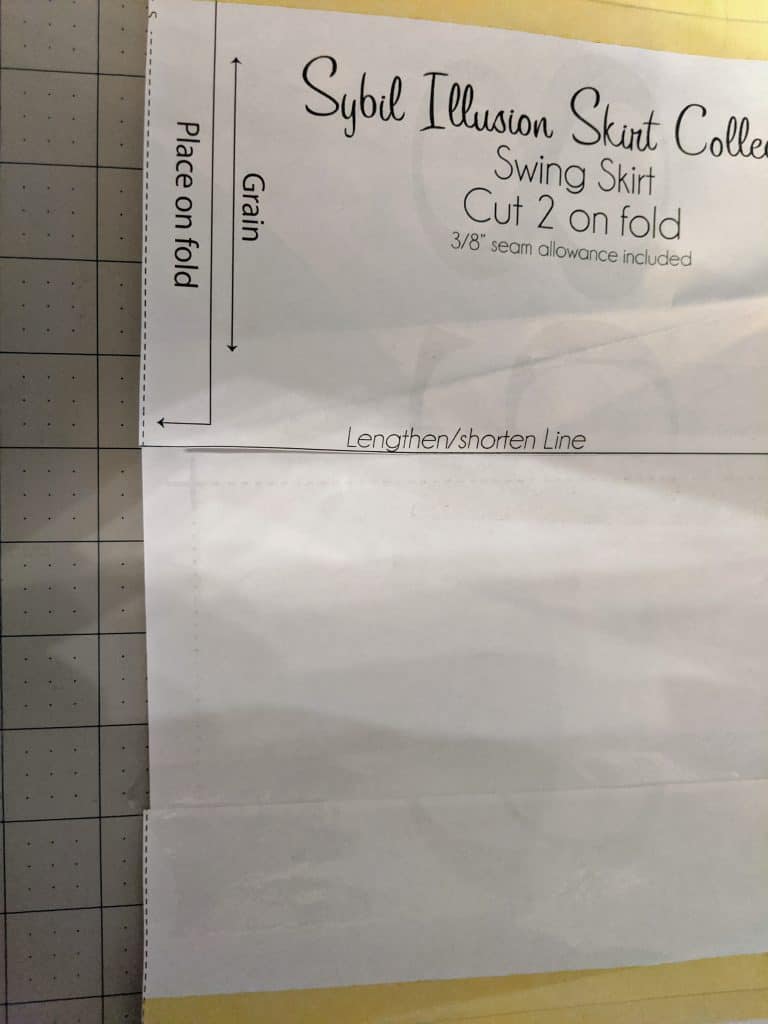 Sybil Illusion Skirt Collec
Swing Skirt
Cut 2 on fold
3/8" seam allowance included
Place on fold
Grain
Lengthen/shorten Line